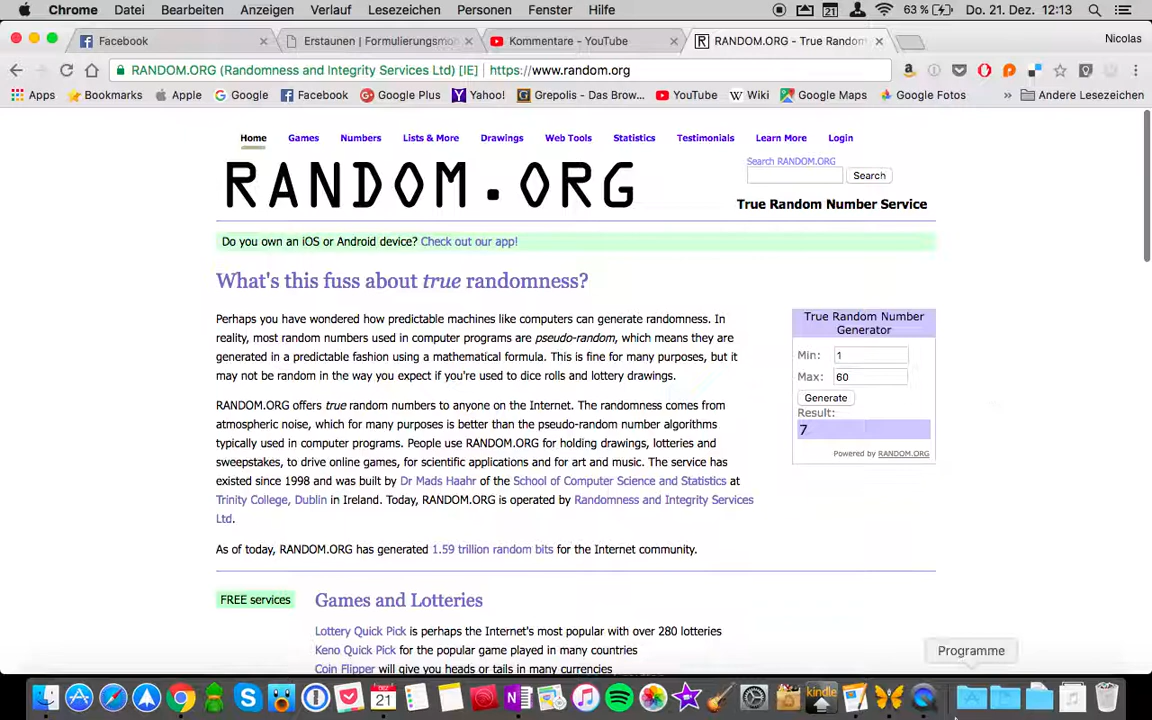 Chrome Datei Bearbeiten Anzeigen Verlauf Lesezeichen Personen Fenster Hilfe 21 63 % Do. 21. Dez. 12:13
Facebook × Erstaunen | Formulierungsmo × Kommentare - YouTube × RANDOM.ORG - True Random × Nicolas
RANDOM.ORG (Randomness and Integrity Services Ltd) [IE] | https://www.random.org
Apps Bookmarks Apple Google Facebook Google Plus Yahoo! Grepolis - Das Brow... YouTube Wiki Google Maps Google Fotos » Andere Lesezeichen
Home Games Numbers Lists & More Drawings Web Tools Statistics Testimonials Learn More Login
RANDOM.ORG
Search RANDOM.ORG
Search
True Random Number Service
Do you own an iOS or Android device? Check out our app!
What's this fuss about true randomness?
Perhaps you have wondered how predictable machines like computers can generate randomness. In
reality, most random numbers used in computer programs are pseudo-random, which means they are
generated in a predictable fashion using a mathematical formula. This is fine for many purposes, but it
may not be random in the way you expect if you're used to dice rolls and lottery drawings.
RANDOM.ORG offers true random numbers to anyone on the Internet. The randomness comes from
atmospheric noise, which for many purposes is better than the pseudo-random number algorithms
typically used in computer programs. People use RANDOM.ORG for holding drawings, lotteries and
sweepstakes, to drive online games, for scientific applications and for art and music. The service has
existed since 1998 and was built by Dr Mads Haahr of the School of Computer Science and Statistics at
Trinity College, Dublin in Ireland. Today, RANDOM.ORG is operated by Randomness and Integrity Services
Ltd.
As of today, RANDOM.ORG has generated 1.59 trillion random bits for the Internet community.
True Random Number
Generator
Min: 1
Max: 60
Generate
Result:
7
Powered by RANDOM.ORG
FREE services
Games and Lotteries
Lottery Quick Pick is perhaps the Internet's most popular with over 280 lotteries
Keno Quick Pick for the popular game played in many countries
Coin Flipper will give you heads or tails in many currencies
Programme
21
kindle